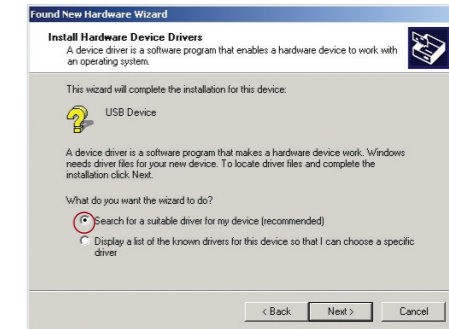 Found New Hardware Wizard
Install Hardware Device Drivers
A device driver is a software program that enables a hardware device to work with
an operating system.
This wizard will complete the installation for this device:
USB Device
A device driver is a software program that makes a hardware device work. Windows
needs driver files for your new device. To locate driver files and complete the
installation click Next.
What do you want the wizard to do?
Search for a suitable driver for my device (recommended)
Display a list of the known drivers for this device so that I can choose a specific
driver
< Back Next > Cancel